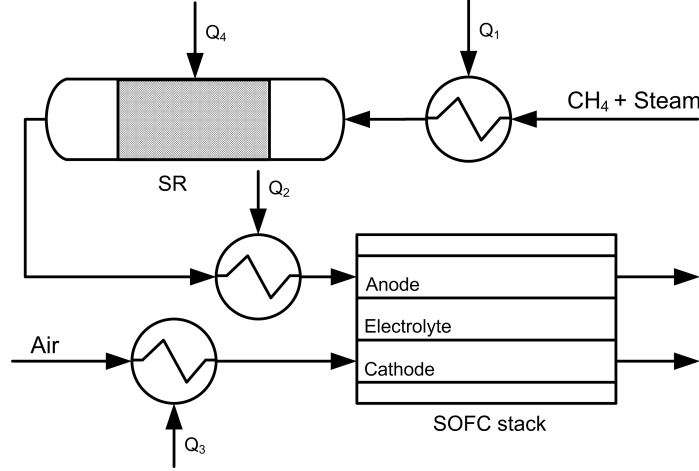 Q₄
Q₁
CH₄ + Steam
SR
Q₂
Anode
Electrolyte
Air
Cathode
SOFC stack
Q₃